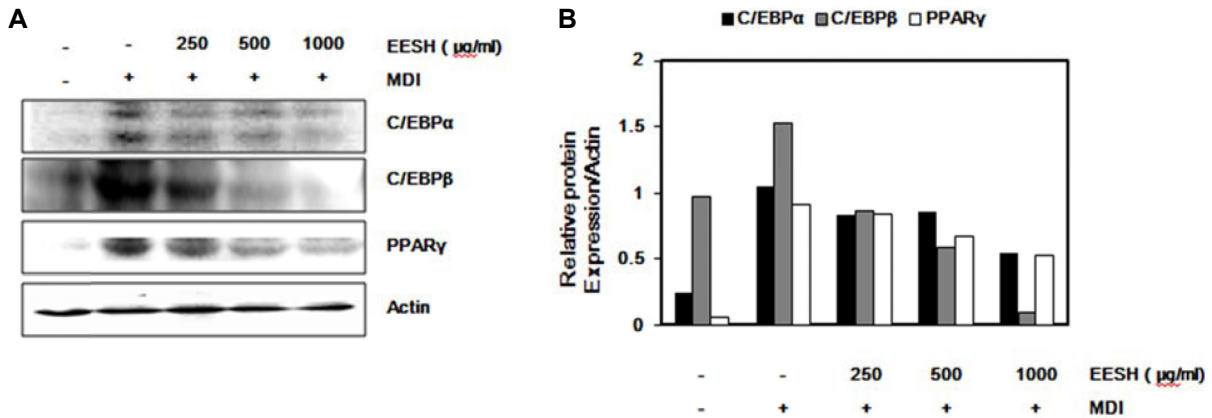 A
- - 250 500 1000 EESH ( µg/ml)
- + + + + MDI
C/EBPα
C/EBPβ
PPARγ
Actin
B
C/EBPα C/EBPβ PPARγ
2
1.5
1
0.5
0
Relative protein
Expression/Actin
- - 250 500 1000 EESH ( µg/ml)
- + + + + MDI